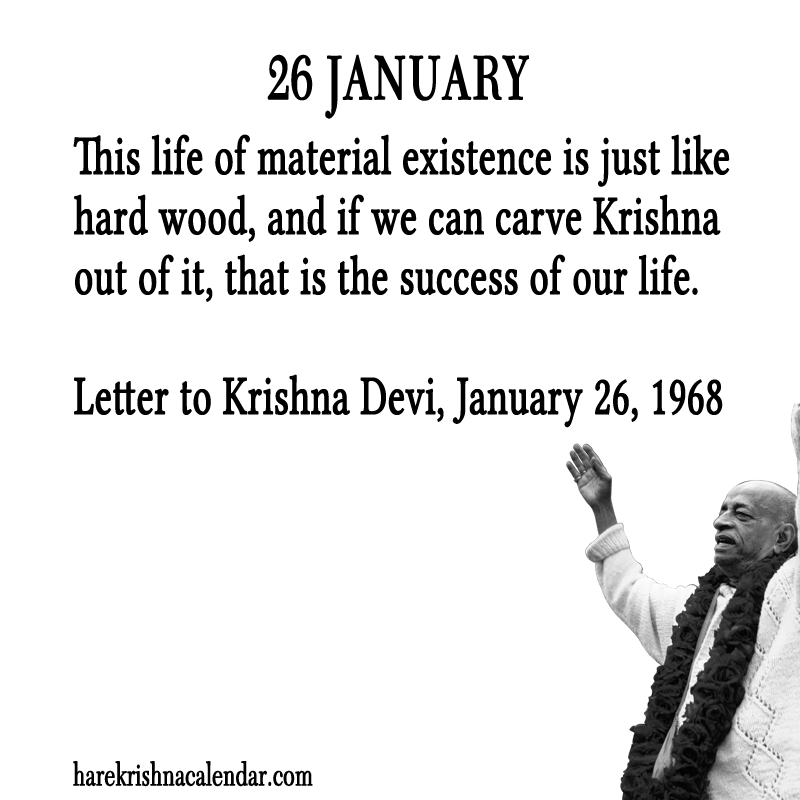 26 JANUARY
This life of material existence is just like
hard wood, and if we can carve Krishna
out of it, that is the success of our life.
Letter to Krishna Devi, January 26, 1968
harekrishnacalendar.com